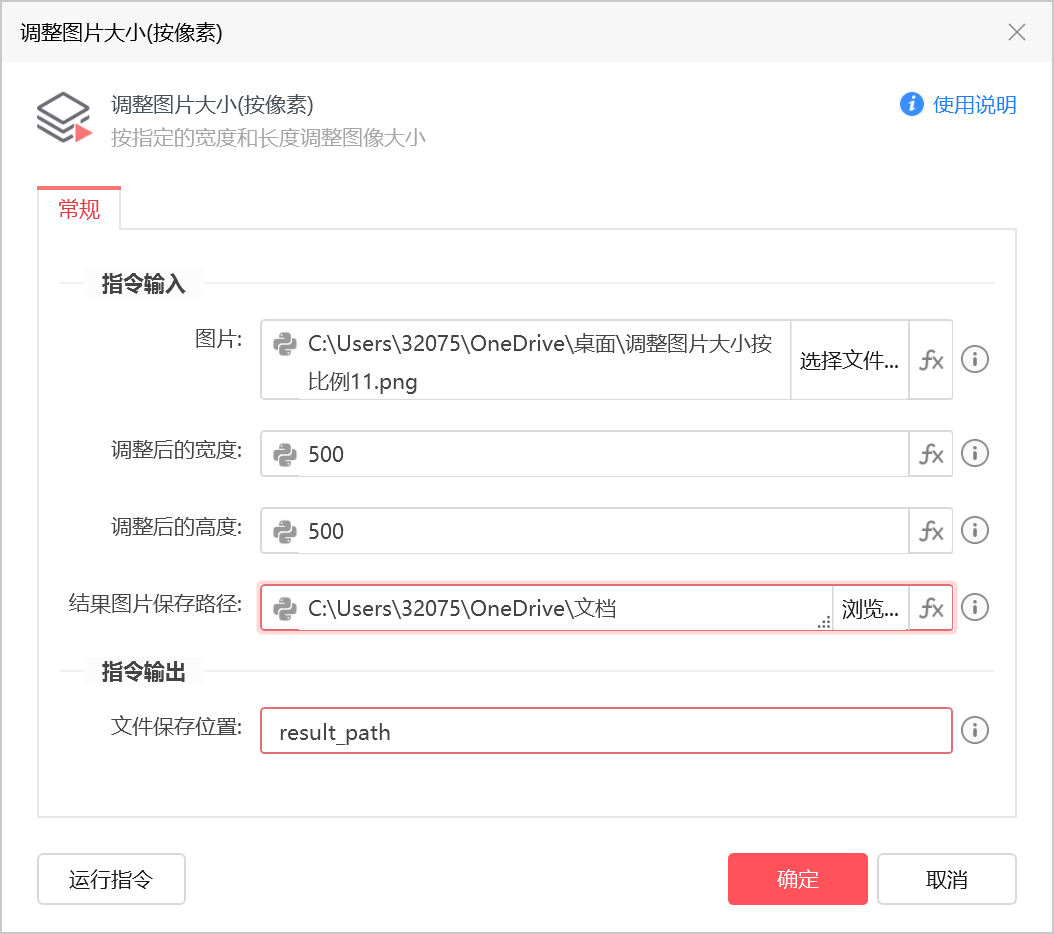 调整图片大小(按像素)
调整图片大小(按像素)
使用说明
按指定的宽度和长度调整图像大小
常规
指令输入
图片:
C:\Users\32075\OneDrive\桌面\调整图片大小按
比例11.png
选择文件...
fx
调整后的宽度:
500
fx
调整后的高度:
500
fx
结果图片保存路径:
C:\Users\32075\OneDrive\文档
浏览...
fx
指令输出
文件保存位置:
result_path
运行指令
确定
取消